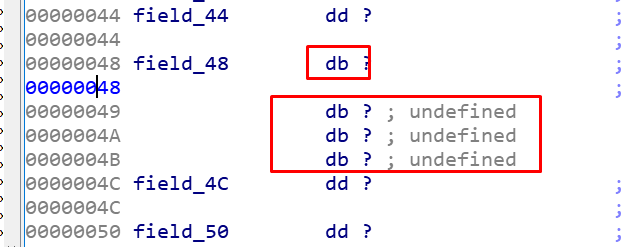 00000044 field_44 dd ? ;
00000044 ;
00000048 field_48 db ? ;
00000048 ;
00000049 db ? ; undefined
0000004A db ? ; undefined
0000004B db ? ; undefined
0000004C field_4C dd ? ;
0000004C ;
00000050 field_50 dd ? ;